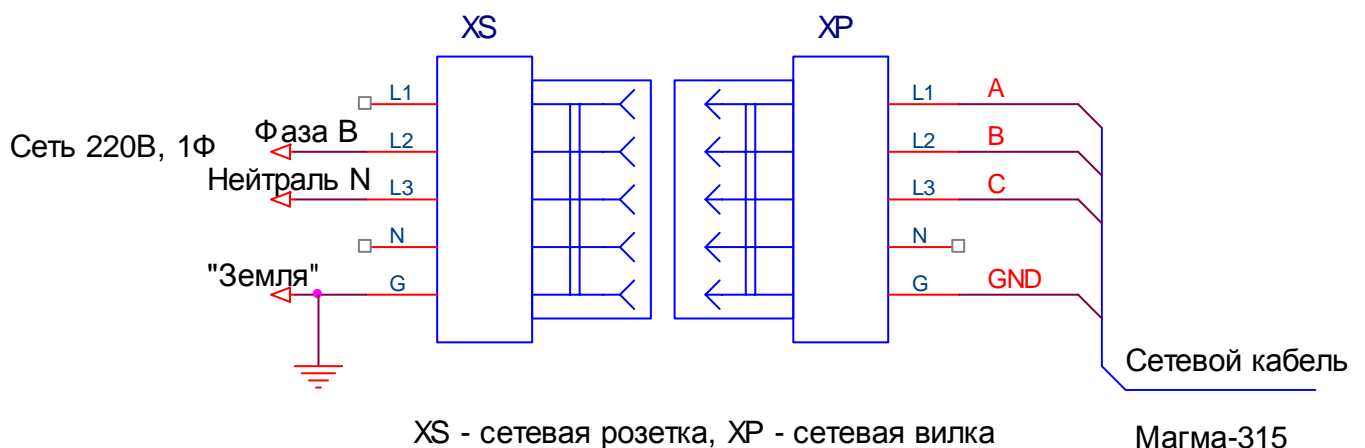 XS XP
L1 L1 A
Сеть 220В, 1Ф Фаза В L2 L2 B
Нейтраль N L3 L3 C
N N
"Земля" G G GND
Сетевой кабель
XS - сетевая розетка, XP - сетевая вилка Магма-315